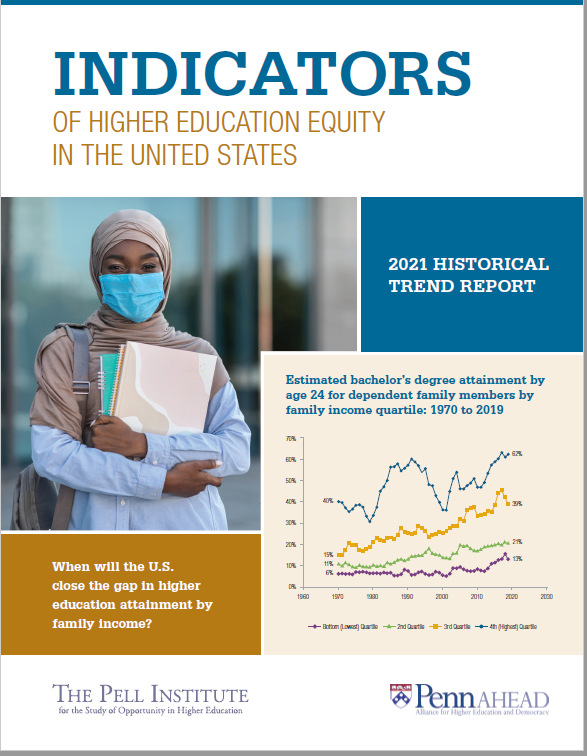 INDICATORS
OF HIGHER EDUCATION EQUITY
IN THE UNITED STATES
2021 HISTORICAL
TREND REPORT
Estimated bachelor's degree attainment by
age 24 for dependent family members by
family income quartile: 1970 to 2019
70%
60%
50%
40%
30%
20%
10%
0%
40%
15%
11%
6%
62%
39%
21%
13%
1960 1970 1980 1990 2000 2010 2020 2030
Bottom (Lowest) Quartile 2nd Quartile 3rd Quartile 4th (Highest) Quartile
When will the U.S.
close the gap in higher
education attainment by
family income?
THE PELL INSTITUTE
for the Study of Opportunity in Higher Education
PennAHEAD
Alliance for Higher Education and Democracy